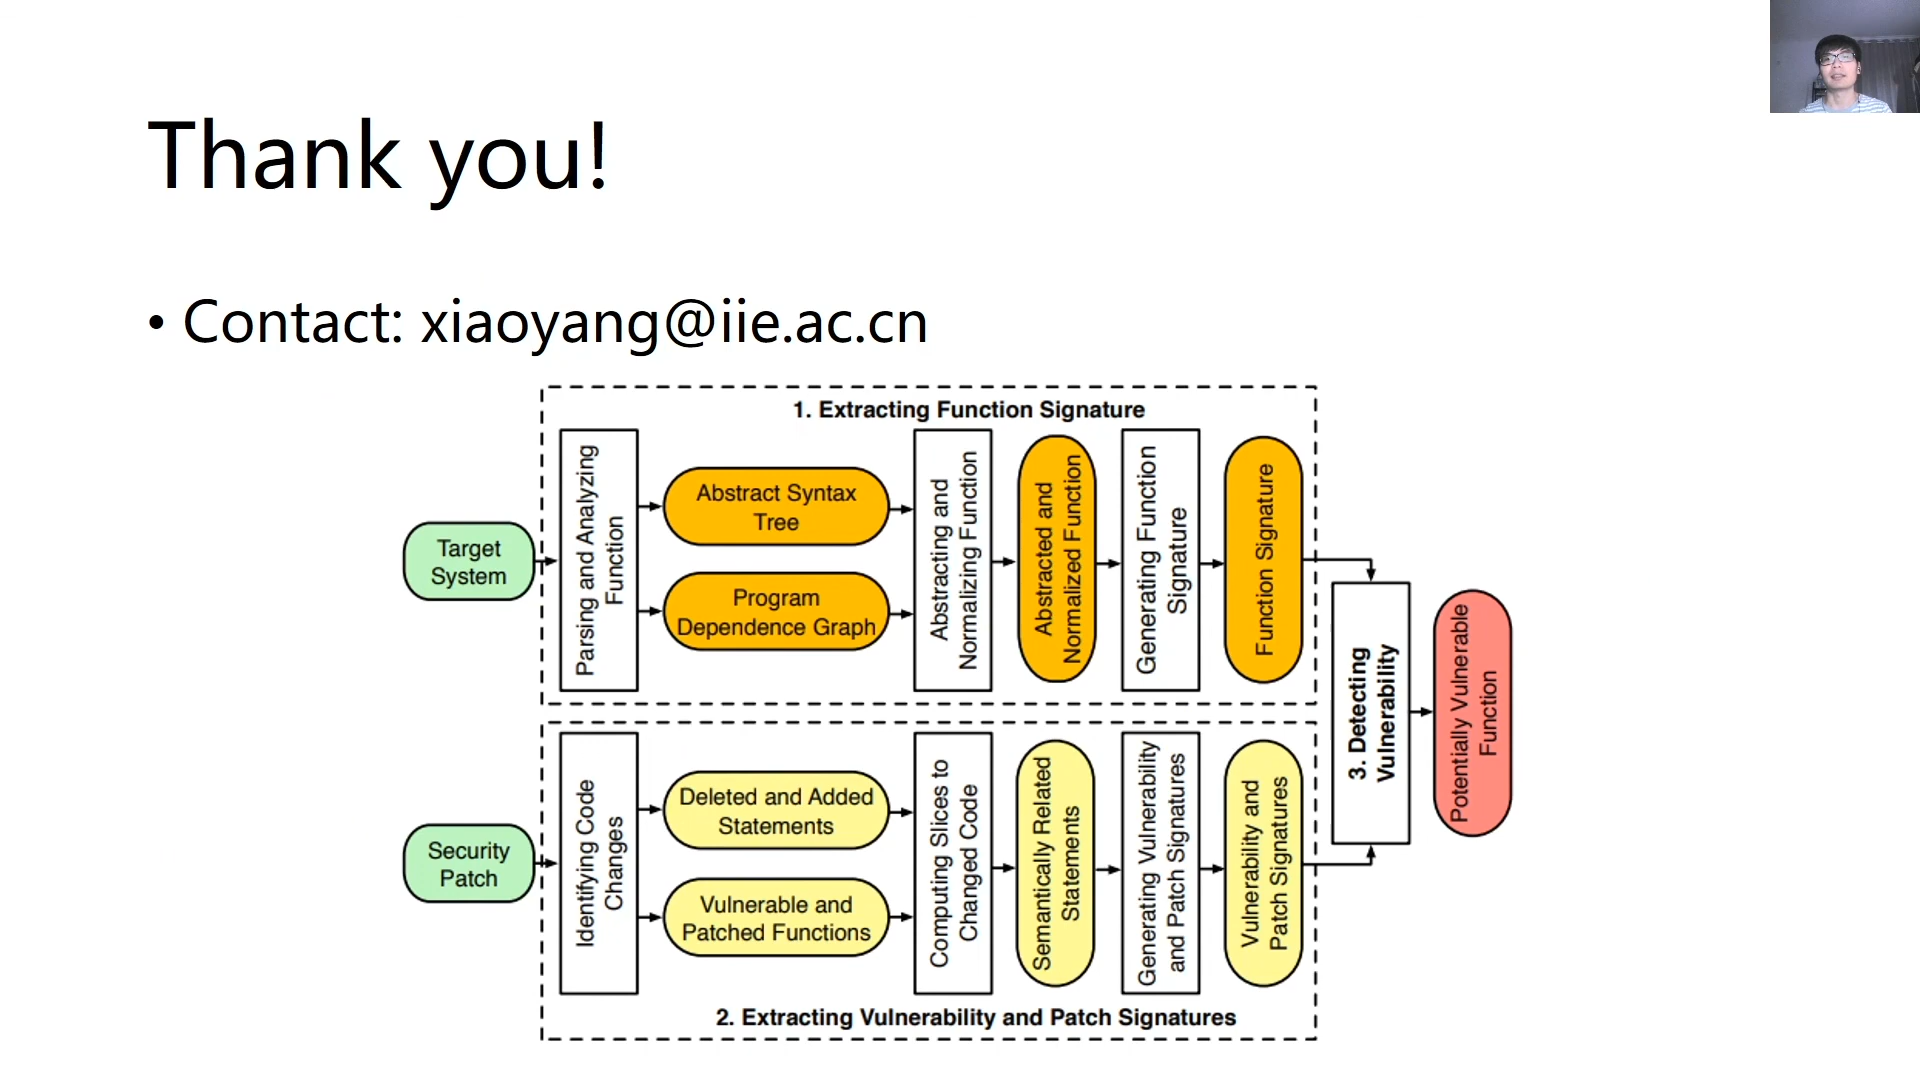 Thank you!
• Contact: xiaoyang@iie.ac.cn
1. Extracting Function Signature
Target
System
Parsing and Analyzing
Function
Abstract Syntax
Tree
Program
Dependence Graph
Abstracting and
Normalizing Function
Abstracted and
Normalized Function
Generating Function
Signature
Function Signature
Security
Patch
Identifying Code
Changes
Deleted and Added
Statements
Vulnerable and
Patched Functions
Computing Slices to
Changed Code
Semantically Related
Statements
Generating Vulnerability
and Patch Signatures
Vulnerability and
Patch Signatures
2. Extracting Vulnerability and Patch Signatures
3. Detecting
Vulnerability
Potentially Vulnerable
Function